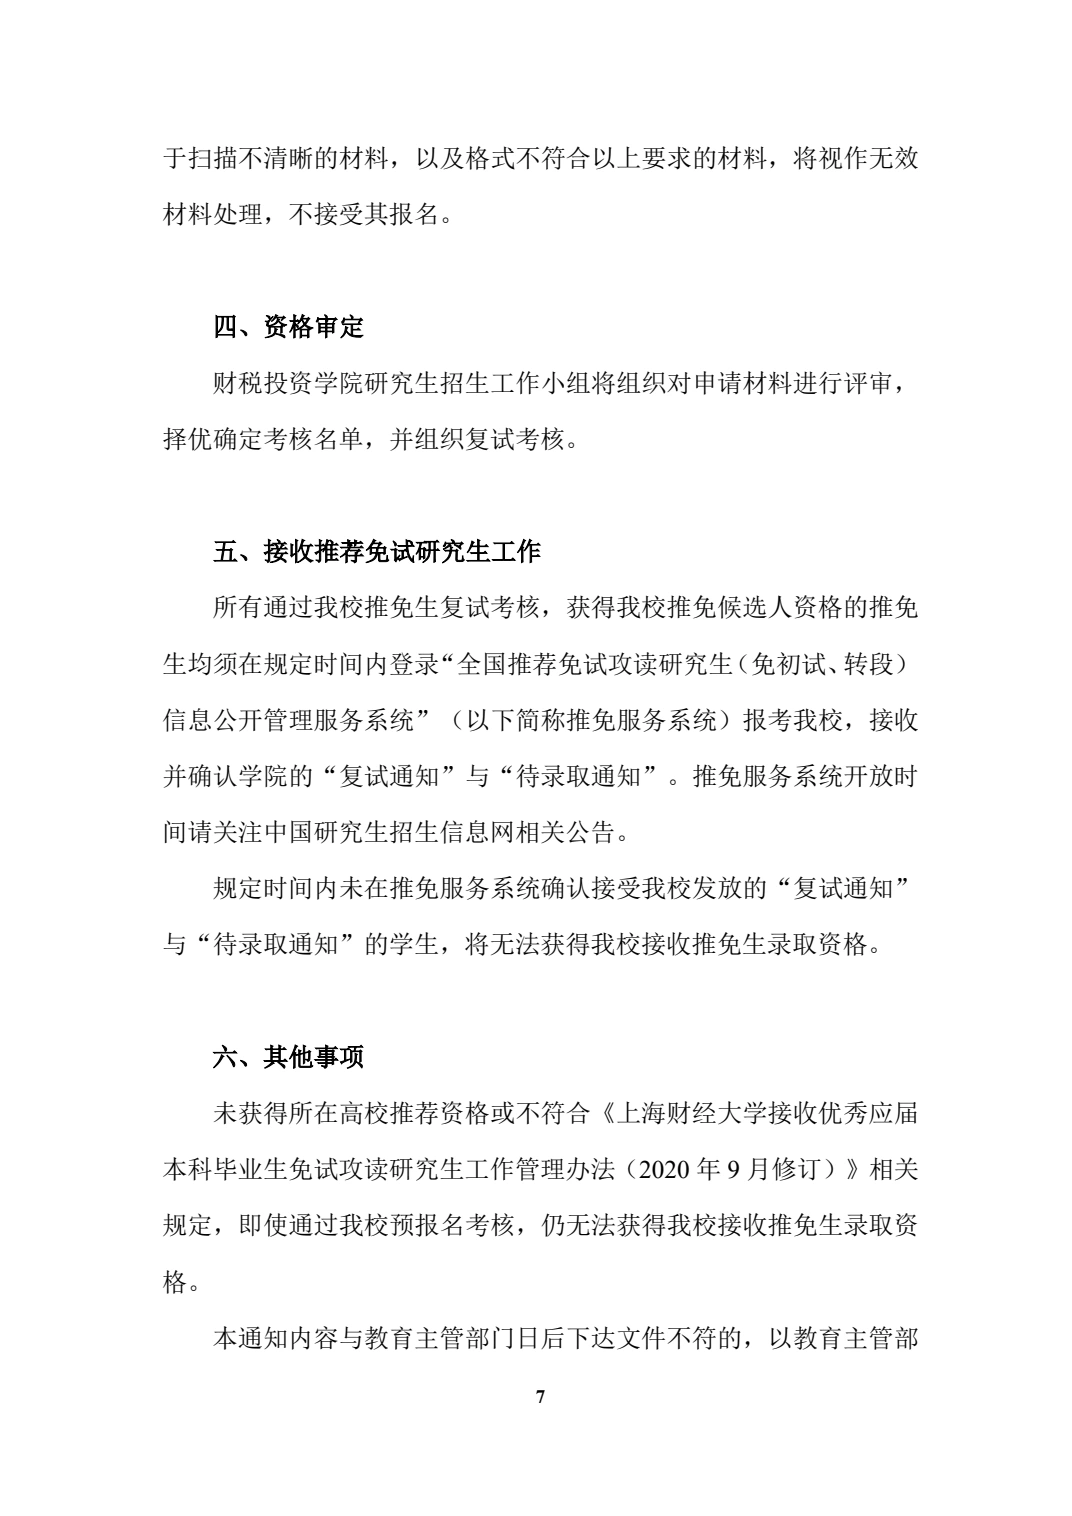 于扫描不清晰的材料，以及格式不符合以上要求的材料，将视作无效
材料处理，不接受其报名。
四、资格审定
财税投资学院研究生招生工作小组将组织对申请材料进行评审，
择优确定考核名单，并组织复试考核。
五、接收推荐免试研究生工作
所有通过我校推免生复试考核，获得我校推免候选人资格的推免
生均须在规定时间内登录“全国推荐免试攻读研究生（免初试、转段）
信息公开管理服务系统”（以下简称推免服务系统）报考我校，接收
并确认学院的“复试通知”与“待录取通知”。推免服务系统开放时
间请关注中国研究生招生信息网相关公告。
规定时间内未在推免服务系统确认接受我校发放的“复试通知”
与“待录取通知”的学生，将无法获得我校接收推免生录取资格。
六、其他事项
未获得所在高校推荐资格或不符合《上海财经大学接收优秀应届
本科毕业生免试攻读研究生工作管理办法（2020 年 9 月修订）》相关
规定，即使通过我校预报名考核，仍无法获得我校接收推免生录取资
格。
本通知内容与教育主管部门日后下达文件不符的，以教育主管部
7